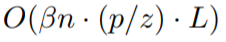 O(βn · (p/z) · L)